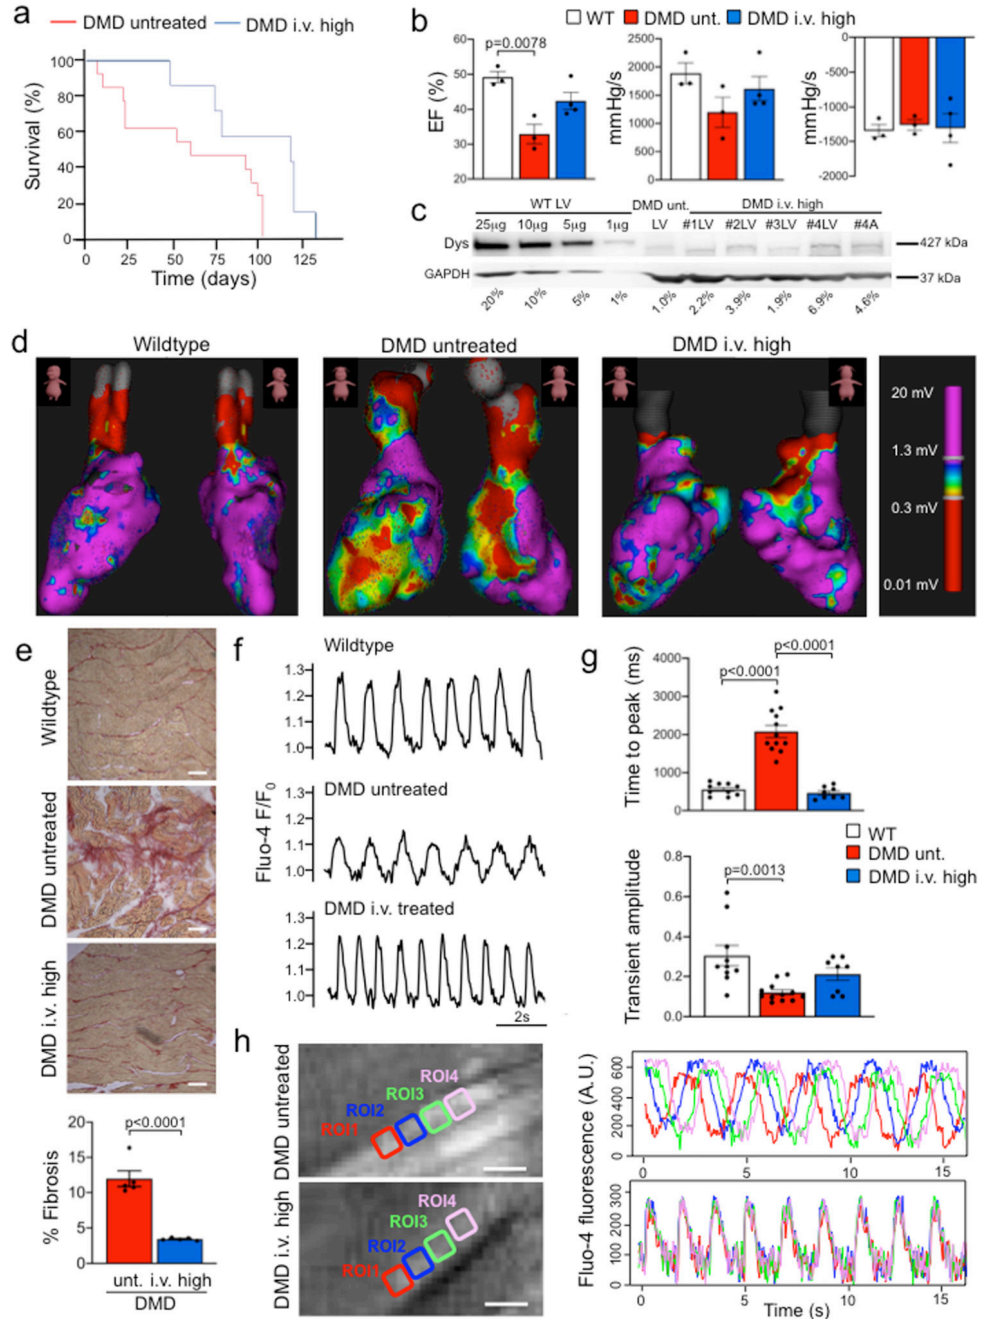 a
DMD untreated
DMD i.v. high
Survival (%)
100
80
60
40
20
0
0 25 50 75 100 125
Time (days)
b
WT DMD unt. DMD i.v. high
p=0.0078
EF (%)
60
50
40
30
20
mmHg/s
2500
2000
1500
1000
500
0
mmHg/s
0
-500
-1000
-1500
-2000
c
WT LV DMD unt. DMD i.v. high
25µg 10µg 5µg 1µg LV #1LV #2LV #3LV #4LV #4A
Dys 427 kDa
GAPDH 37 kDa
20% 10% 5% 1% 1.0% 2.2% 3.9% 1.9% 6.9% 4.6%
d
Wildtype DMD untreated DMD i.v. high
20 mV
1.3 mV
0.3 mV
0.01 mV
e
Wildtype
DMD untreated
DMD i.v. high
p<0.0001
% Fibrosis
20
15
10
5
0
unt. i.v. high
DMD
f
Fluo-4 F/F0
Wildtype
1.3
1.2
1.1
1.0
DMD untreated
1.3
1.2
1.1
1.0
DMD i.v. treated
1.3
1.2
1.1
1.0
2s
g
p<0.0001
p<0.0001
Time to peak (ms)
4000
3000
2000
1000
0
WT
DMD unt.
DMD i.v. high
p=0.0013
Transient amplitude
0.8
0.6
0.4
0.2
0.0
h
DMD untreated
ROI4
ROI3
ROI2
ROI1
DMD i.v. high
ROI4
ROI3
ROI2
ROI1
Fluo-4 fluorescence (A.U.)
600
400
200
0
0 5 10 15
300
200
100
0
0 5 10 15
Time (s)